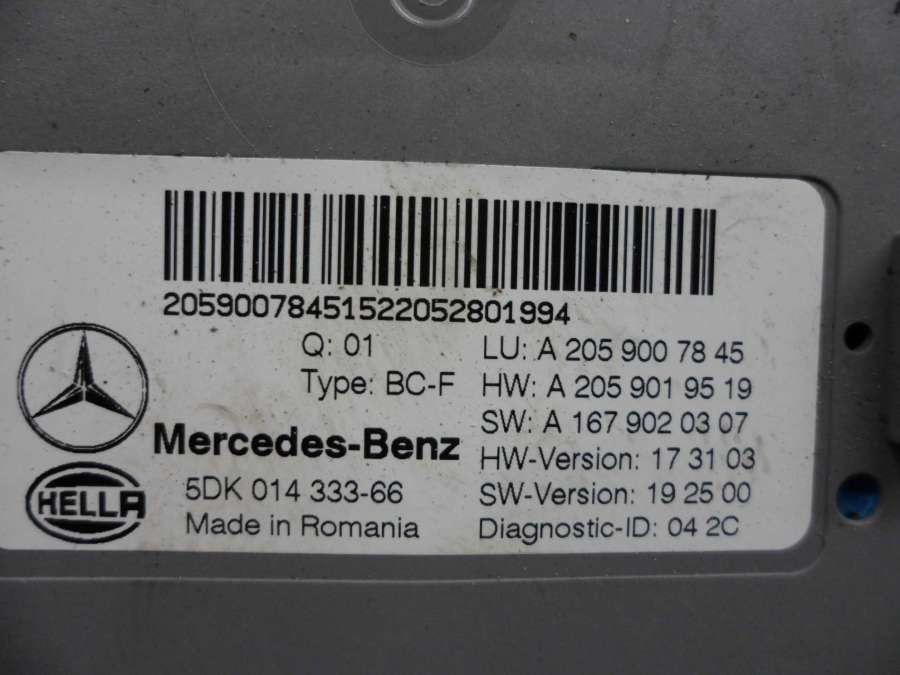 2059007845152205280​1994
Q: 01
Type: BC-F
LU: A 205 900 78 45
HW: A 205 901 95 19
SW: A 167 902 03 07
HW-Version: 17 31 03
SW-Version: 19 25 00
Diagnostic-ID: 04 2C
Mercedes-Benz
HELLA
5DK 014 333-66
Made in Romania